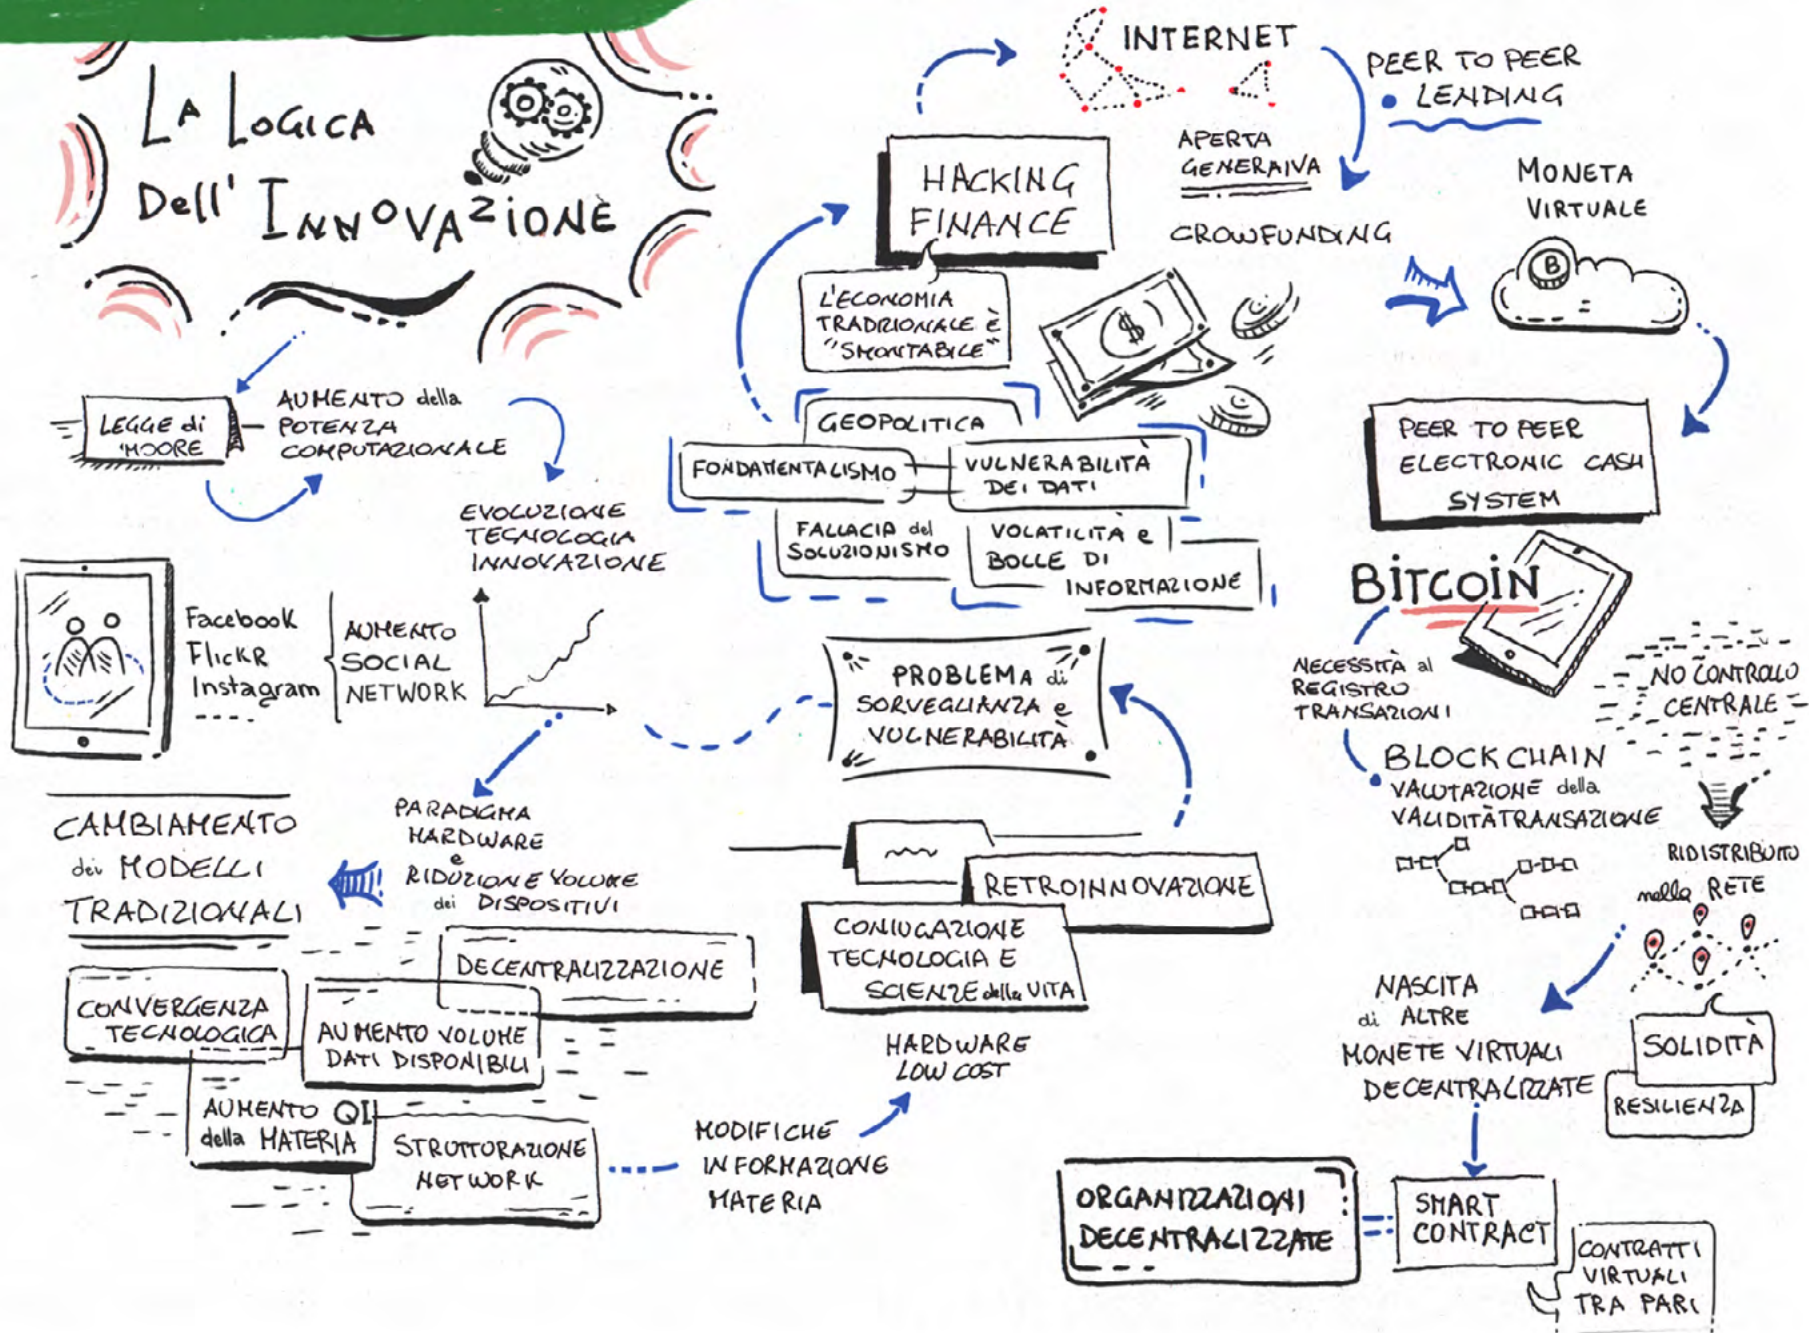 LA LOGICA
Dell' INNOVAZIONE
LEGGE di
MOORE
AUMENTO della
POTENZA
COMPUTAZIONALE
EVOLUZIONE
TECNOLOGIA
INNOVAZIONE
Facebook
FlickR
Instagram
AUMENTO
SOCIAL
NETWORK
PARADIGMA
HARDWARE
e
RIDUZIONE VOLUME
dei DISPOSITIVI
CAMBIAMENTO
dei MODELLI
TRADIZIONALI
CONVERGENZA
TECNOLOGICA
DECENTRALIZZAZIONE
AUMENTO VOLUME
DATI DISPONIBILI
AUMENTO QI
della MATERIA
STRUTTORAZIONE
NETWORK
MODIFICHE
INFORMAZIONE
MATERIA
HARDWARE
LOW COST
CONIUGAZIONE
TECNOLOGIA E
SCIENZE della VITA
RETROINNOVAZIONE
PROBLEMA di
SORVEGLIANZA e
VULNERABILITÀ
GEOPOLITICA
FONDAMENTALISMO
VULNERABILITÀ
DEI DATI
FALLACIA del
SOLUZIONISMO
VOLATILITÀ e
BOLLE DI
INFORMAZIONE
HACKING
FINANCE
L'ECONOMIA
TRADIZIONALE È
"SMONTABILE"
$
INTERNET
APERTA
GENERAIVA
PEER TO PEER
LENDING
CROWFUNDING
MONETA
VIRTUALE
B
PEER TO PEER
ELECTRONIC CASH
SYSTEM
BITCOIN
NECESSITÀ al
REGISTRO
TRANSAZIONI
BLOCKCHAIN
VALUTAZIONE della
VALIDITÀ TRANSAZIONE
NO CONTROLLO
CENTRALE
RIDISTRIBUITO
nella RETE
SOLIDITÀ
RESILIENZA
NASCITA
di ALTRE
MONETE VIRTUALI
DECENTRALIZZATE
SMART
CONTRACT
ORGANIZZAZIONI
DECENTRALIZZATE
CONTRATTI
VIRTUALI
TRA PARI